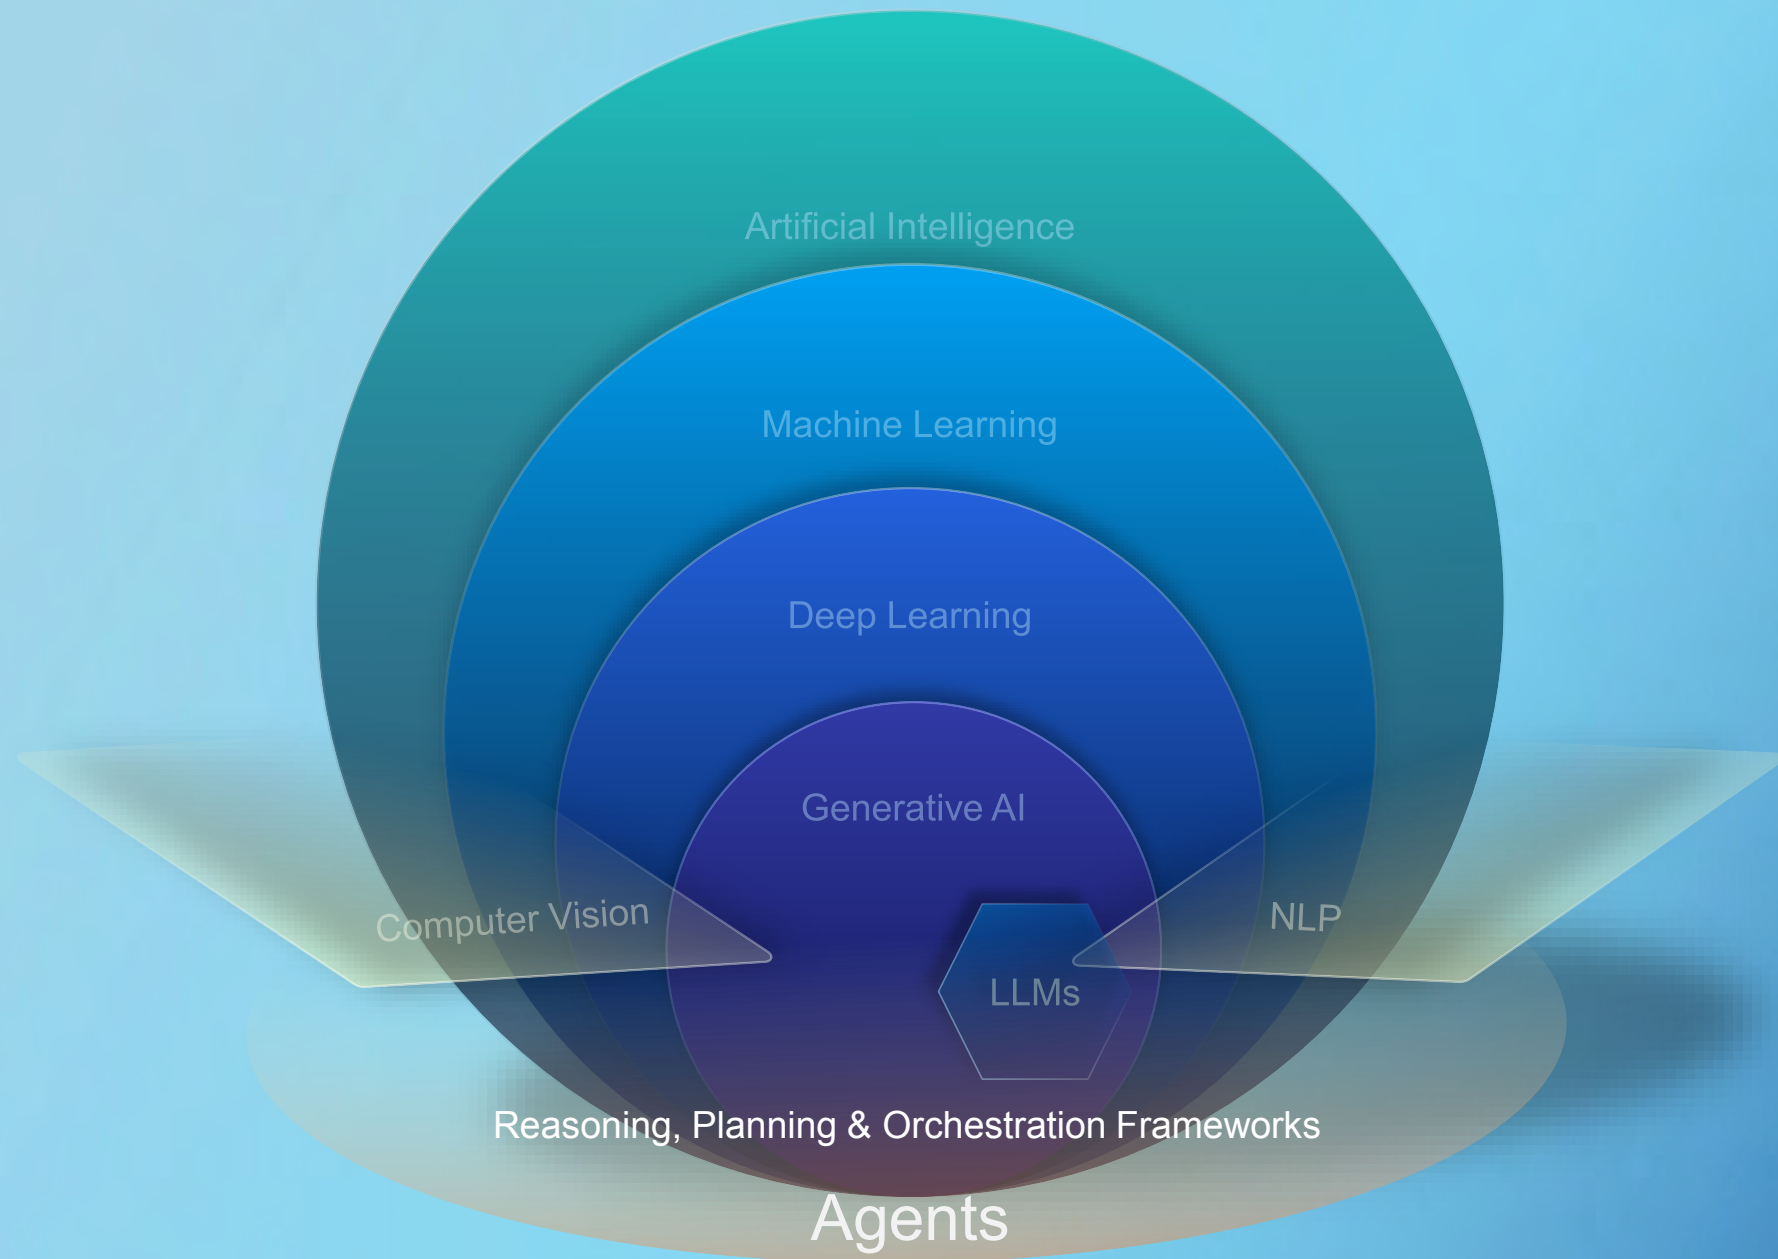 Artificial Intelligence
Machine Learning
Deep Learning
Generative AI
Computer Vision
NLP
LLMs
Reasoning, Planning & Orchestration Frameworks
Agents